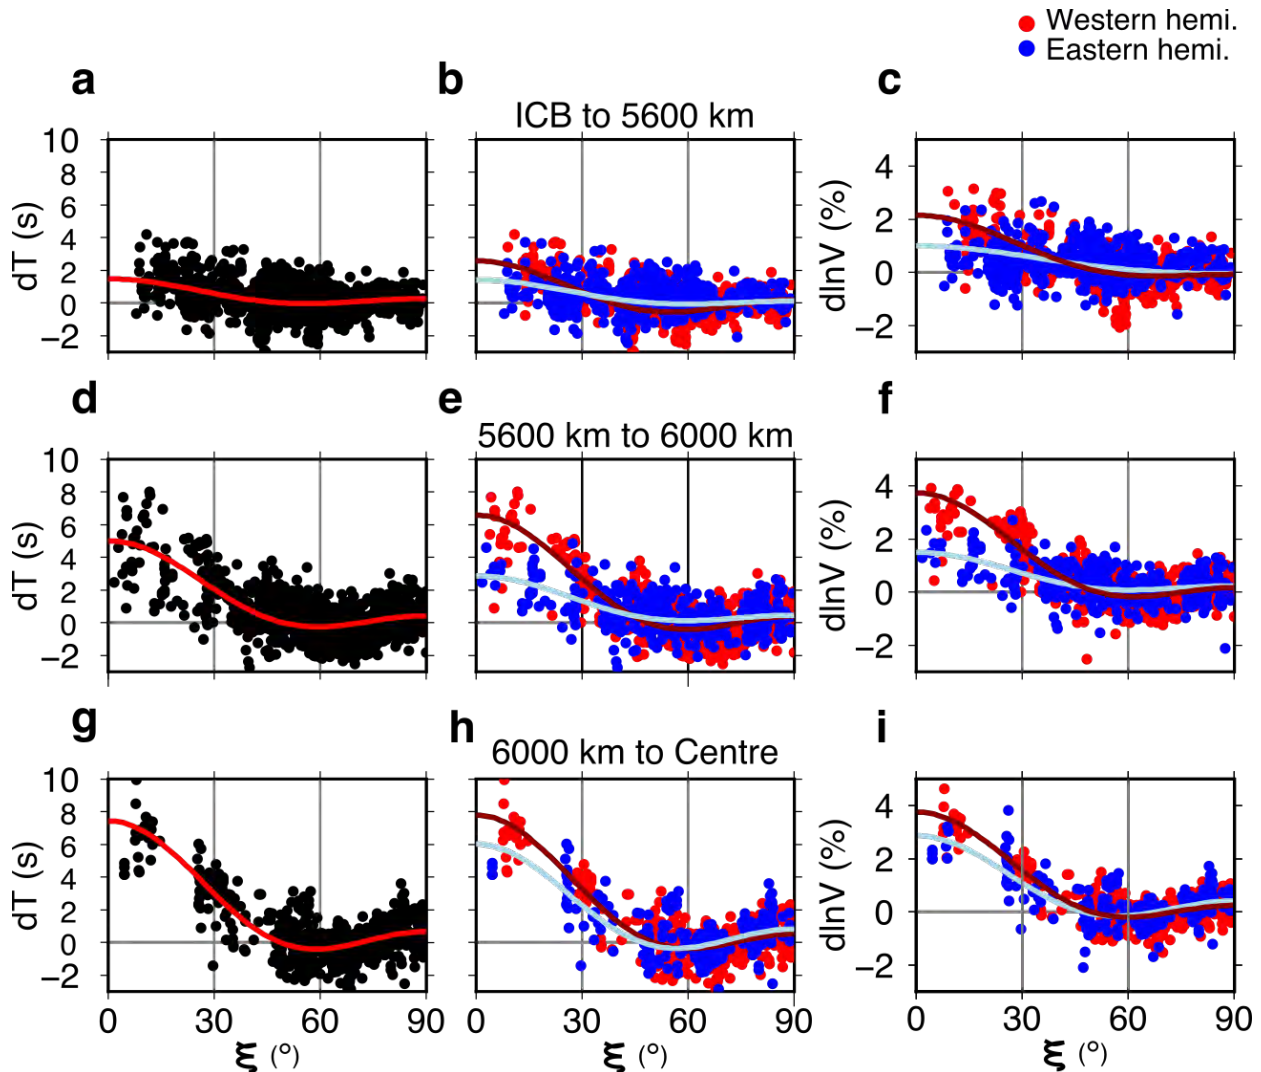 Western hemi.
Eastern hemi.
a
b
c
ICB to 5600 km
10
8
6
4
2
0
−2
dT (s)
dT (s)
4
2
0
−2
dlnV (%)
d
e
f
5600 km to 6000 km
10
8
6
4
2
0
−2
dT (s)
dT (s)
4
2
0
−2
dlnV (%)
g
h
i
6000 km to Centre
10
8
6
4
2
0
−2
dT (s)
dT (s)
4
2
0
−2
dlnV (%)
0 30 60 90
0 30 60 90
0 30 60 90
ξ (°)
ξ (°)
ξ (°)